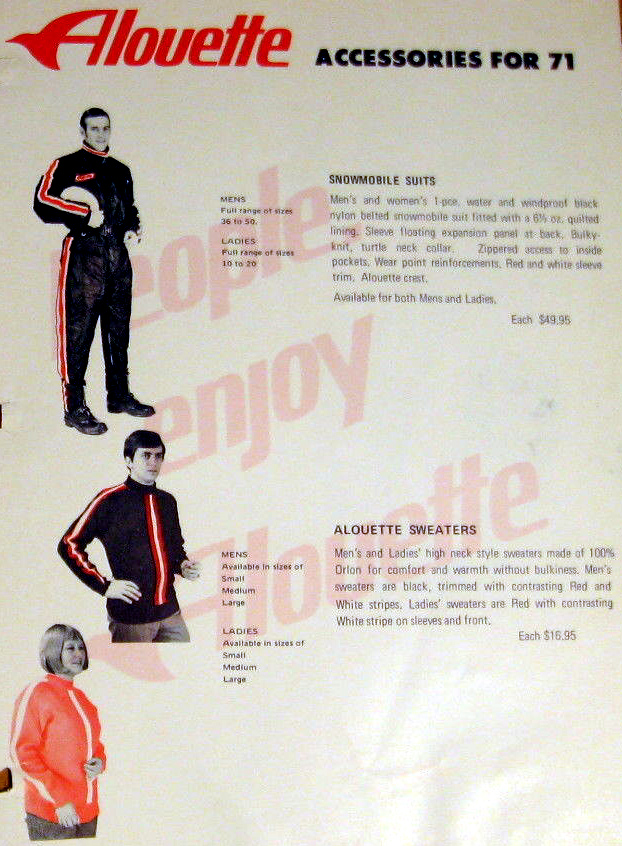 Alouette ACCESSORIES FOR 71
People
enjoy
Alouette
MENS
Full range of sizes
36 to 50.
LADIES
Full range of sizes
10 to 20
SNOWMOBILE SUITS
Men's and women's 1-pce. water and windproof black
nylon belted snowmobile suit fitted with a 6½ oz. quilted
lining. Sleeve floating expansion panel at back. Bulky-
knit, turtle neck collar. Zippered access to inside
pockets. Wear point reinforcements. Red and white sleeve
trim. Alouette crest.
Available for both Mens and Ladies.
Each $49.95
MENS
Available in sizes of
Small
Medium
Large
LADIES
Available in sizes of
Small
Medium
Large
ALOUETTE SWEATERS
Men's and Ladies' high neck style sweaters made of 100%
Orlon for comfort and warmth without bulkiness. Men's
sweaters are black, trimmed with contrasting Red and
White stripes. Ladies' sweaters are Red with contrasting
White stripe on sleeves and front.
Each $16.95